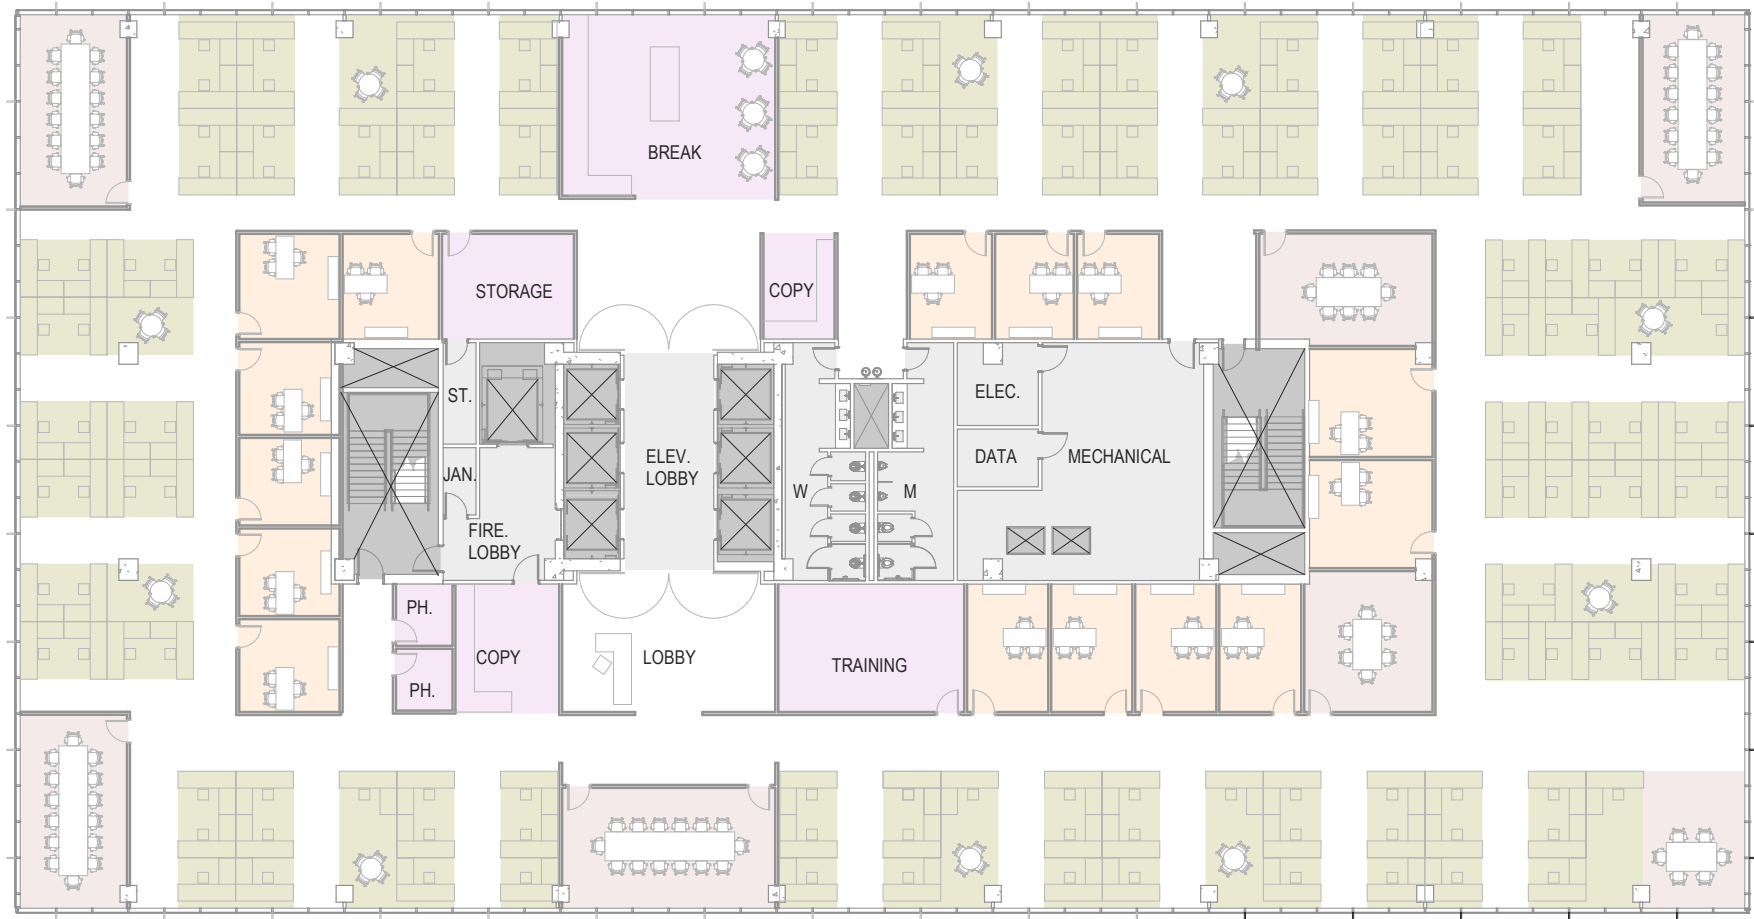 BREAK
STORAGE
COPY
ST.
ELEC.
ELEV.
LOBBY
DATA
MECHANICAL
JAN.
W
M
FIRE.
LOBBY
PH.
COPY
LOBBY
TRAINING
PH.